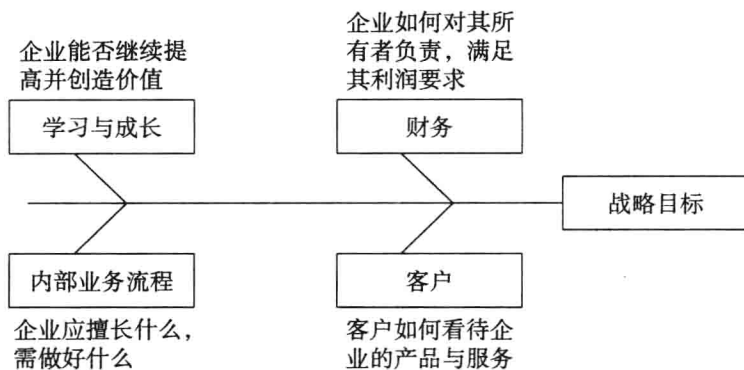 企业能否继续提
高并创造价值
学习与成长
企业如何对其所
有者负责，满足
其利润要求
财务
战略目标
内部业务流程
企业应擅长什么，
需做好什么
客户
客户如何看待企
业的产品与服务